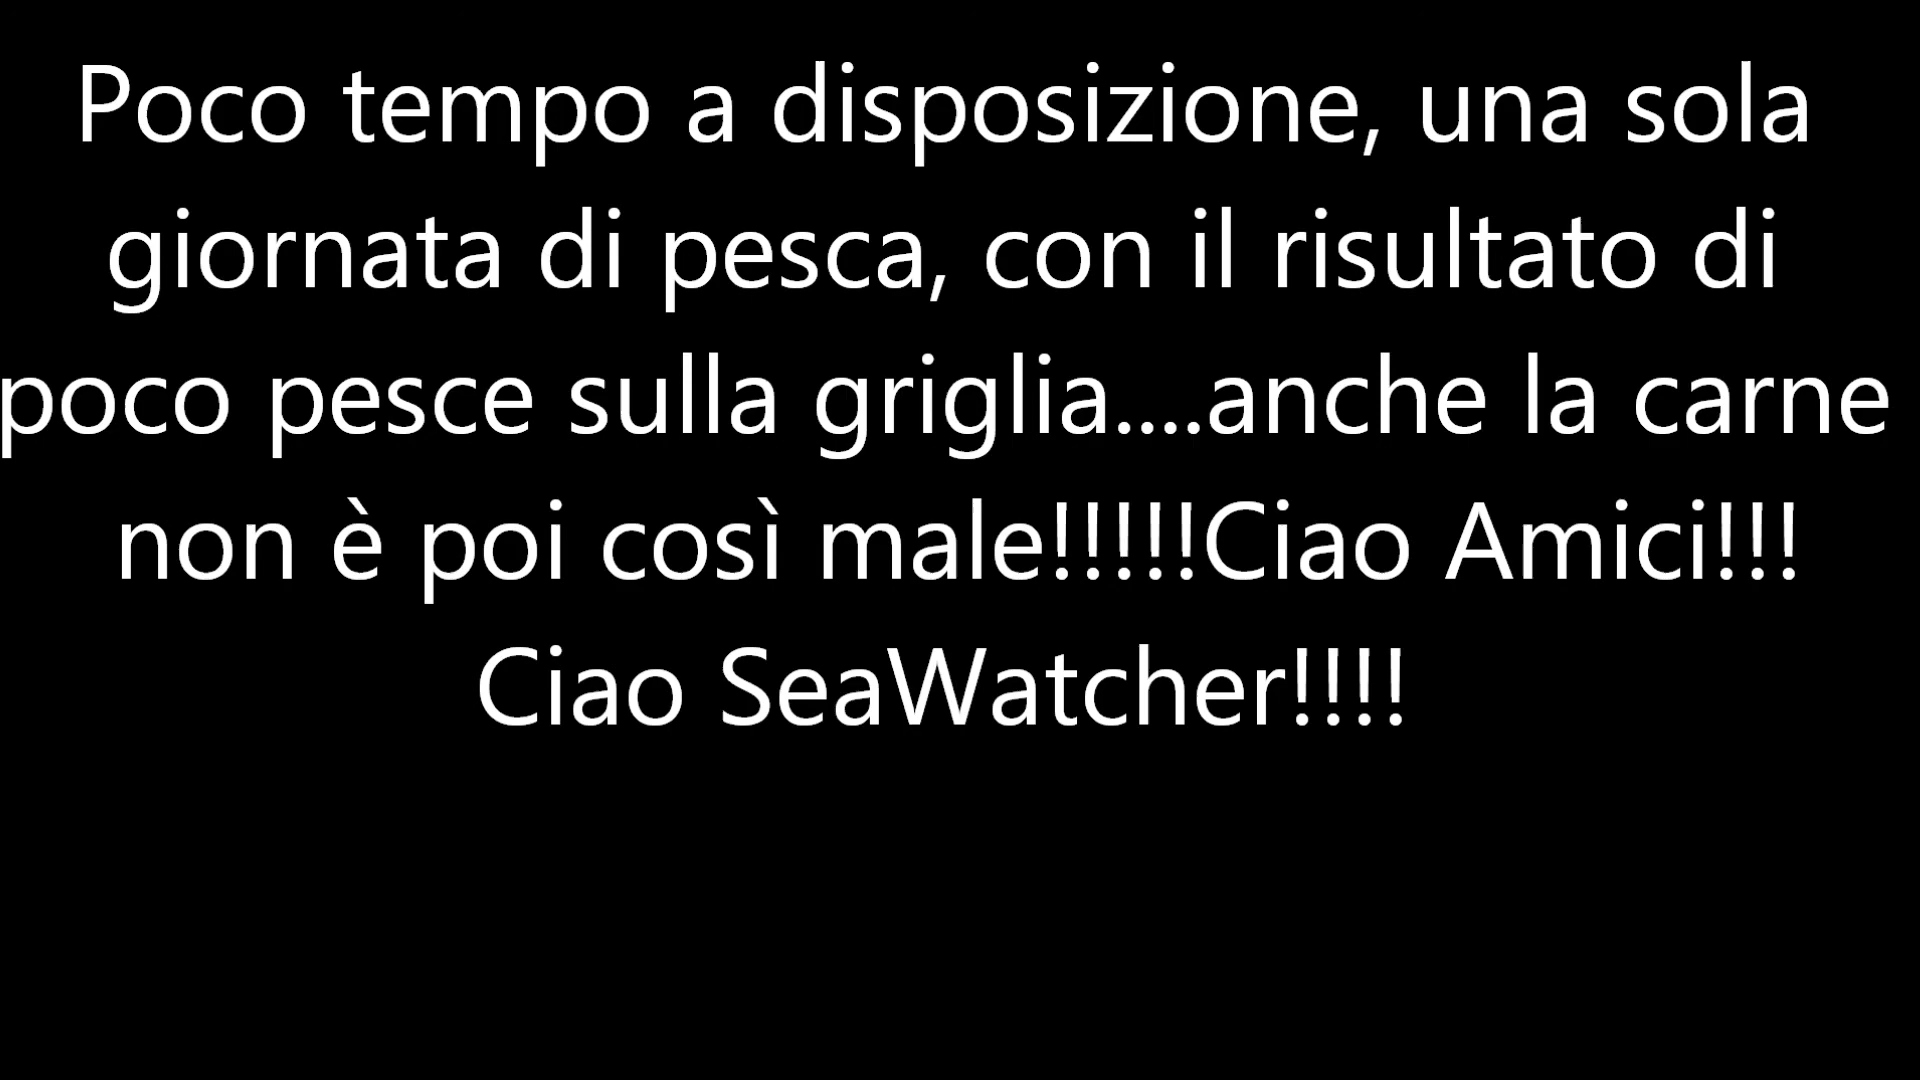 Poco tempo a disposizione, una sola
giornata di pesca, con il risultato di
poco pesce sulla griglia....anche la carne
non è poi così male!!!!!Ciao Amici!!!
Ciao SeaWatcher!!!!